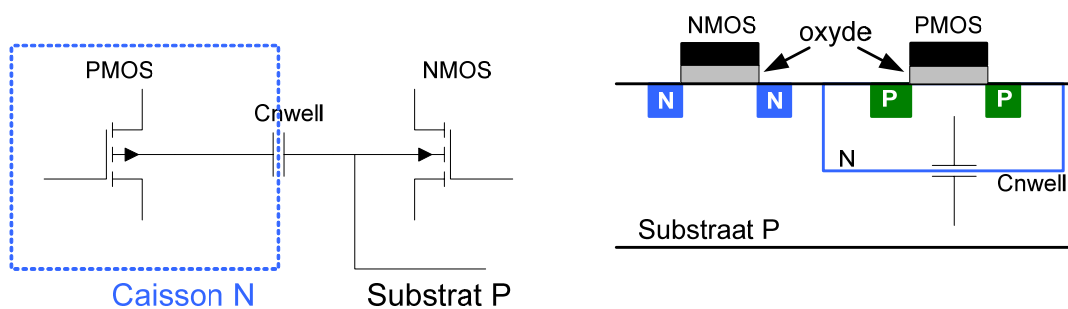 PMOS
NMOS
Cnwell
Caisson N
Substrat P
NMOS
oxyde
PMOS
N
N
P
P
N
Cnwell
Substraat P